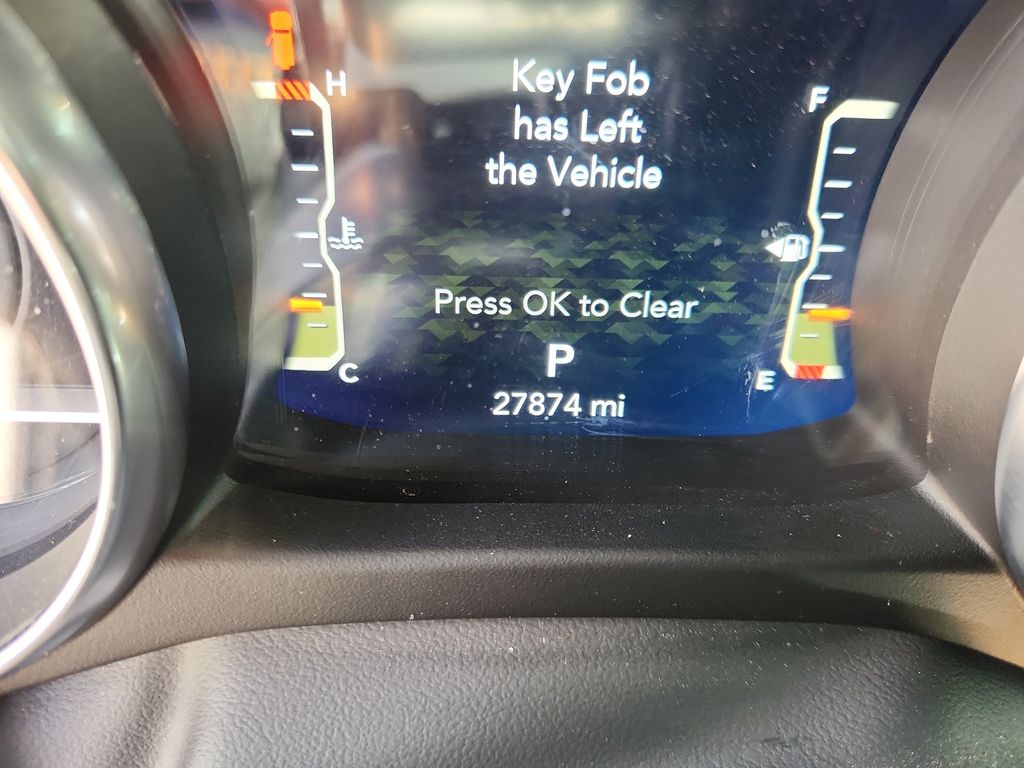 H
Key Fob
has Left
the Vehicle
F
Press OK to Clear
P
C
E
27874 mi